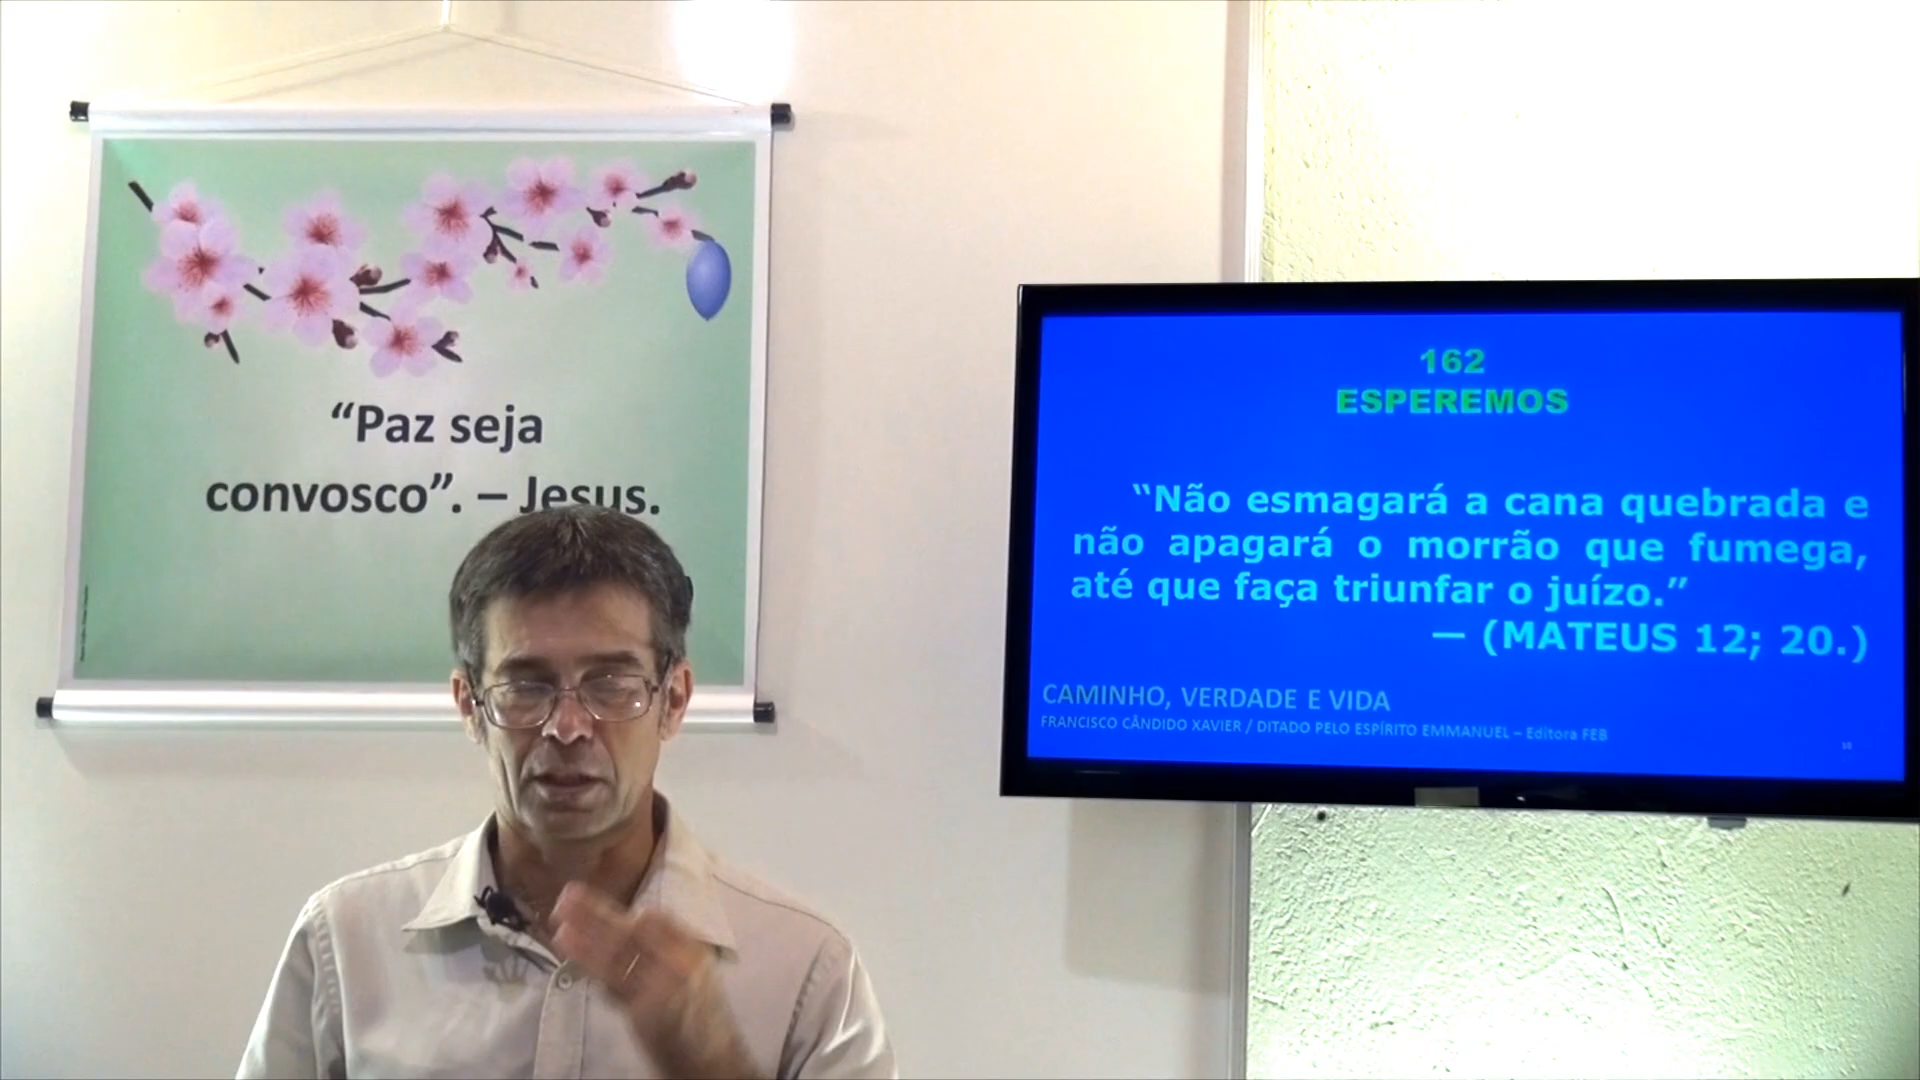 “Paz seja
convosco”. – Jesus.
162
ESPEREMOS
“Não esmagará a cana quebrada e
não apagará o morrão que fumega,
até que faça triunfar o juízo.”
— (MATEUS 12; 20.)
CAMINHO, VERDADE E VIDA
FRANCISCO CÂNDIDO XAVIER / DITADO PELO ESPÍRITO EMMANUEL – Editora FEB
10